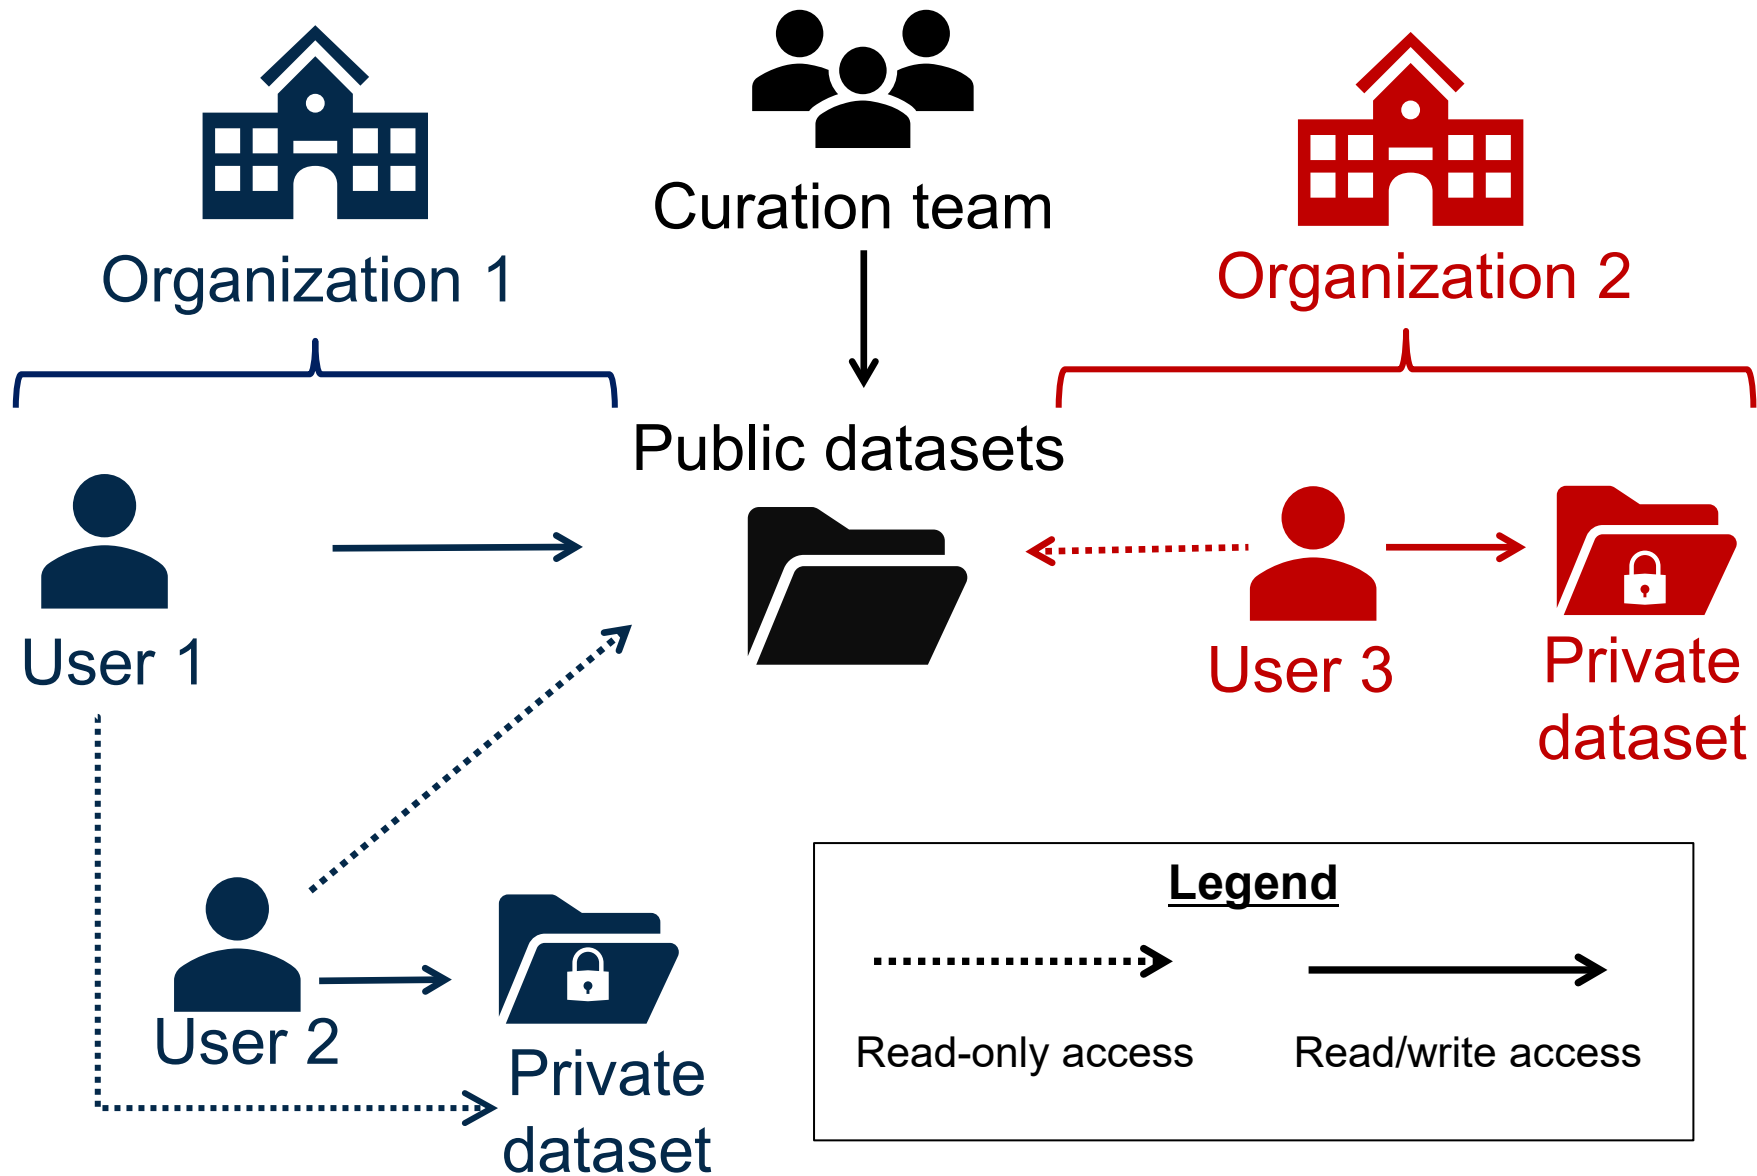 Curation team
Organization 1
Organization 2
Public datasets
User 1
User 3
Private
dataset
User 2
Private
dataset
Legend
Read-only access
Read/write access